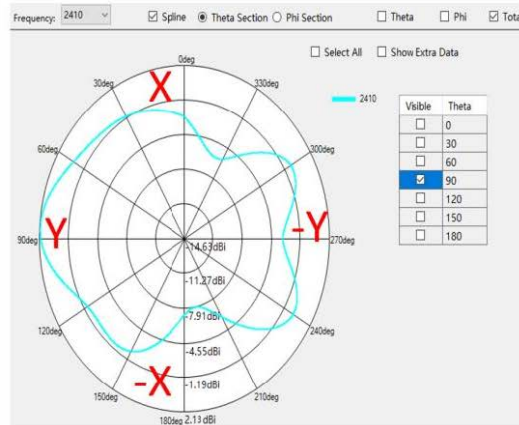 Frequency: 2410 Spline Theta Section Phi Section Theta Phi Tota
Select All Show Extra Data
2410
Visible Theta
0
30
60
90
120
150
180
0deg
30deg
330deg
X
60deg
300deg
Y
-Y
90deg
270deg
-14.63dBi
-11.27dBi
-7.91dBi
120deg
240deg
-4.55dBi
-X
-1.19dBi
150deg
210deg
180deg 2.13dBi